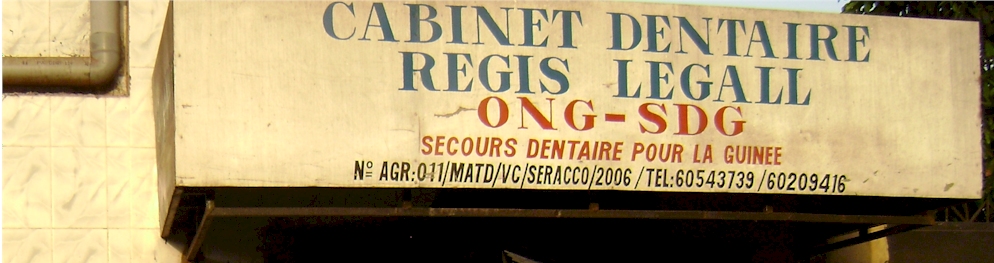 CABINET DENTAIRE
REGIS LEGALL
ONG-SDG
SECOURS DENTAIRE POUR LA GUINEE
Nº AGR:011/MATD/VC/SERACCO/2006/TEL:60543739/60209416